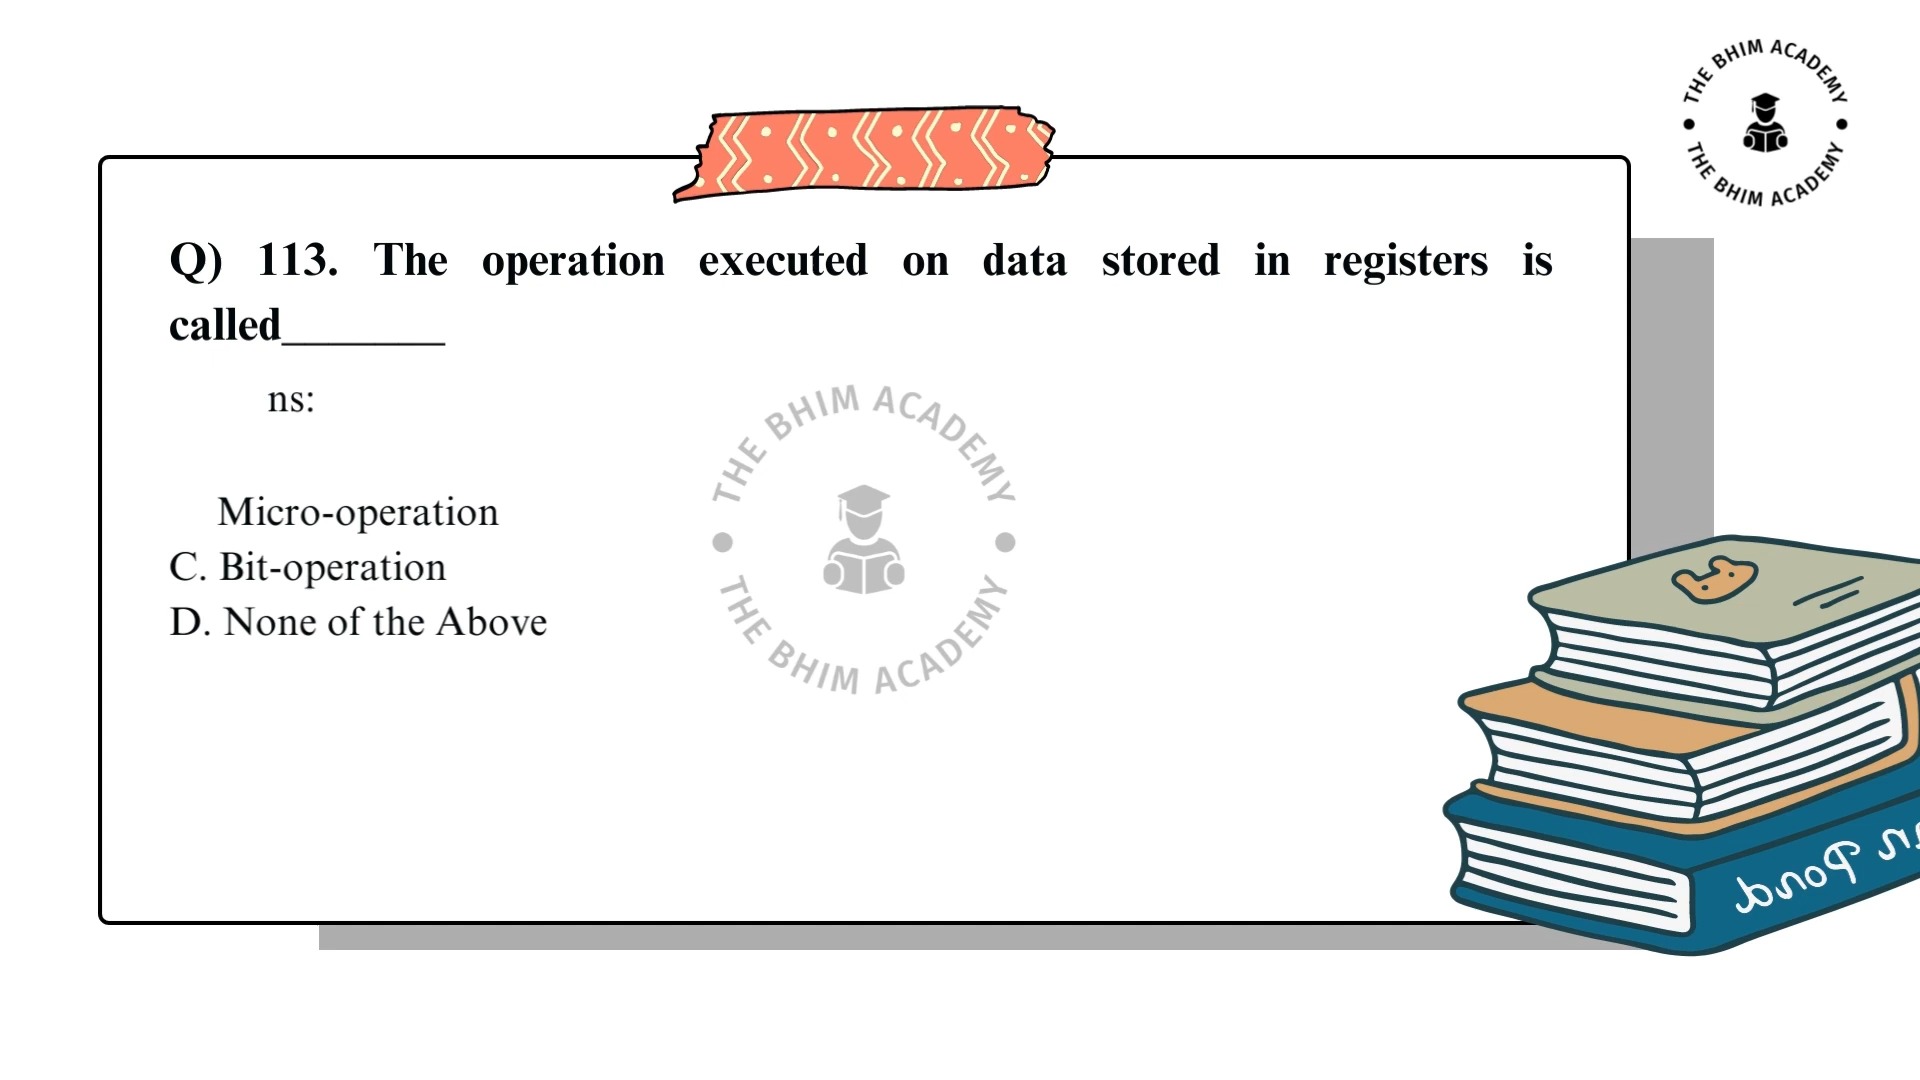 THE BHIM ACADEMY
THE BHIM ACADEMY
Q) 113. The operation executed on data stored in registers is
called_______
ns:
Micro-operation
C. Bit-operation
D. None of the Above
THE BHIM ACADEMY
THE BHIM ACADEMY